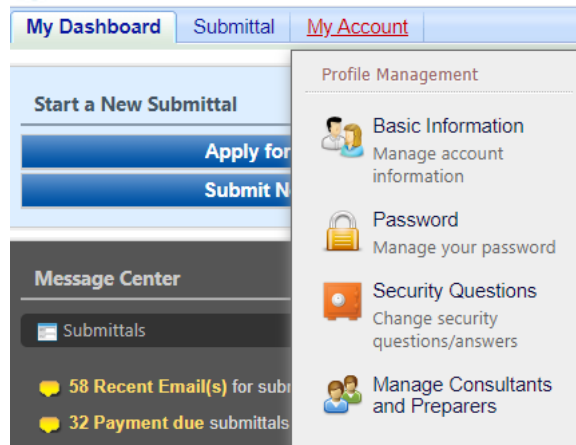 My Dashboard Submittal My Account
Start a New Submittal
Apply for
Submit N
Message Center
Submittals
58 Recent Email(s) for subr
32 Payment due submittals
Profile Management
Basic Information
Manage account
information
Password
Manage your password
Security Questions
Change security
questions/answers
Manage Consultants
and Preparers